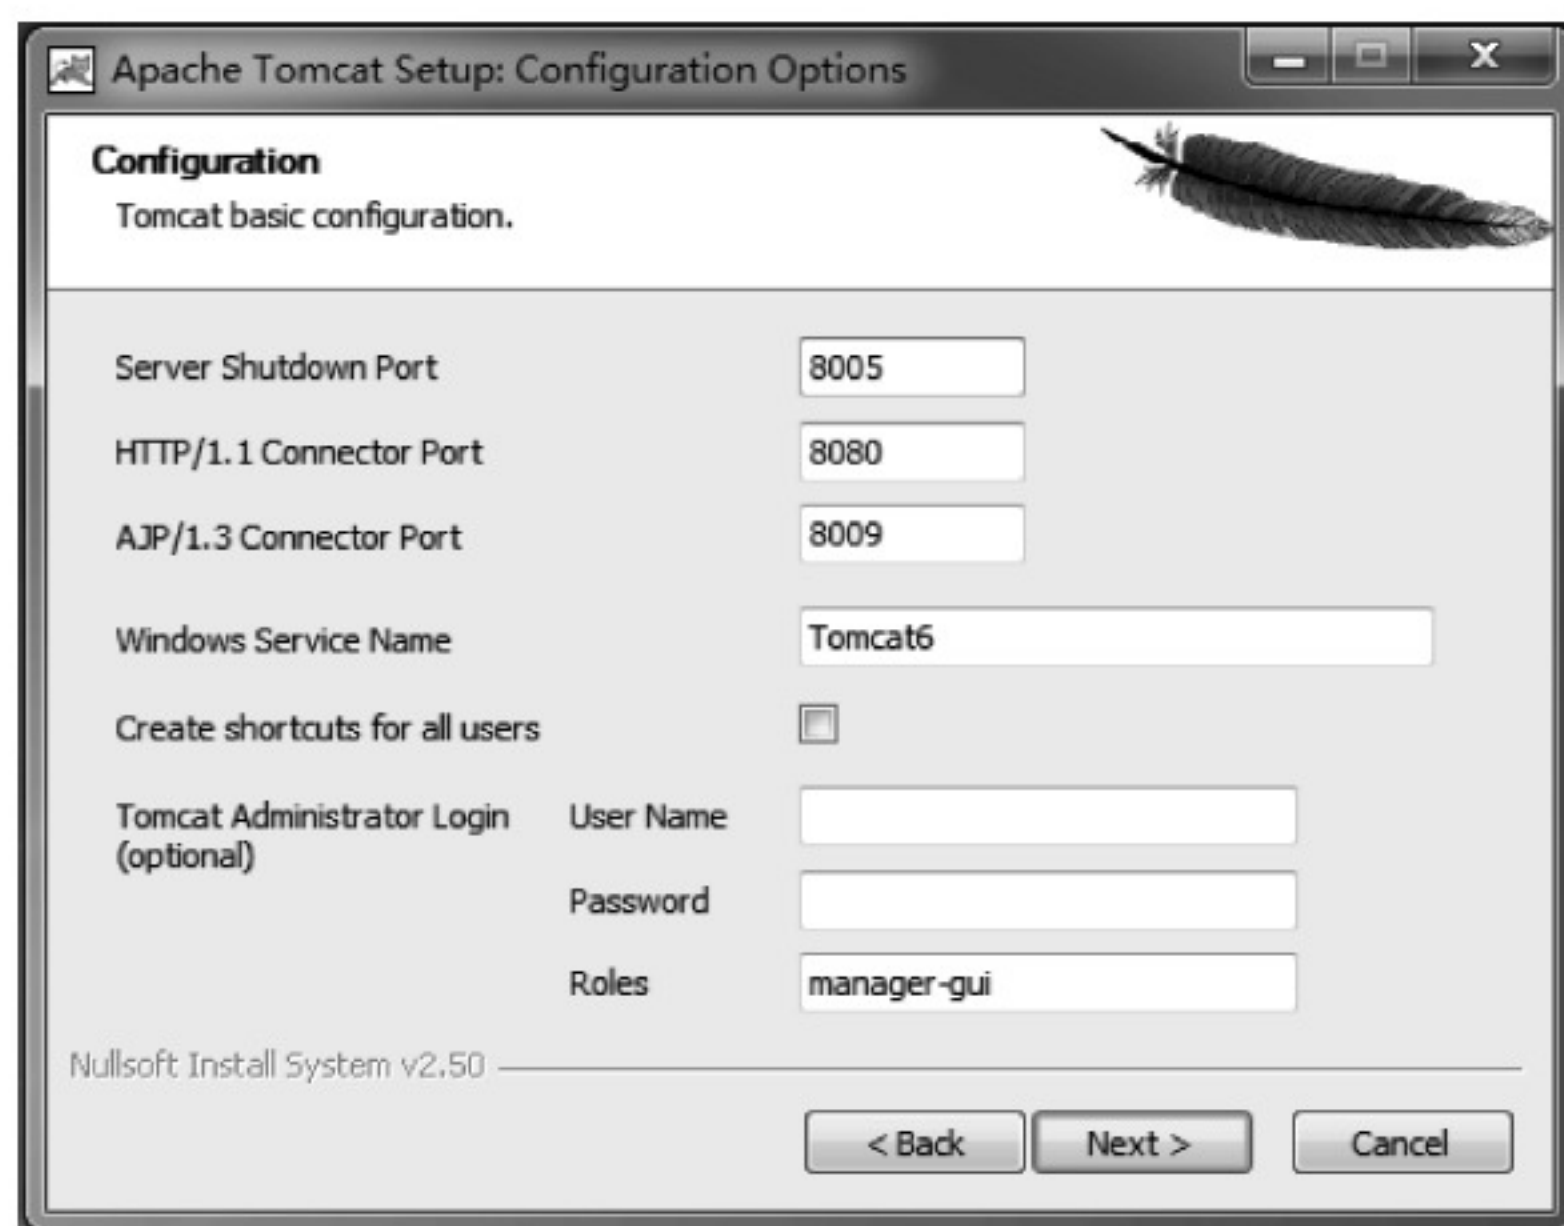 Apache Tomcat Setup: Configuration Options
Configuration
Tomcat basic configuration.
Server Shutdown Port 8005
HTTP/1.1 Connector Port 8080
AJP/1.3 Connector Port 8009
Windows Service Name Tomcat6
Create shortcuts for all users
Tomcat Administrator Login User Name
(optional)
Password
Roles manager-gui
Nullsoft Install System v2.50
< Back Next > Cancel